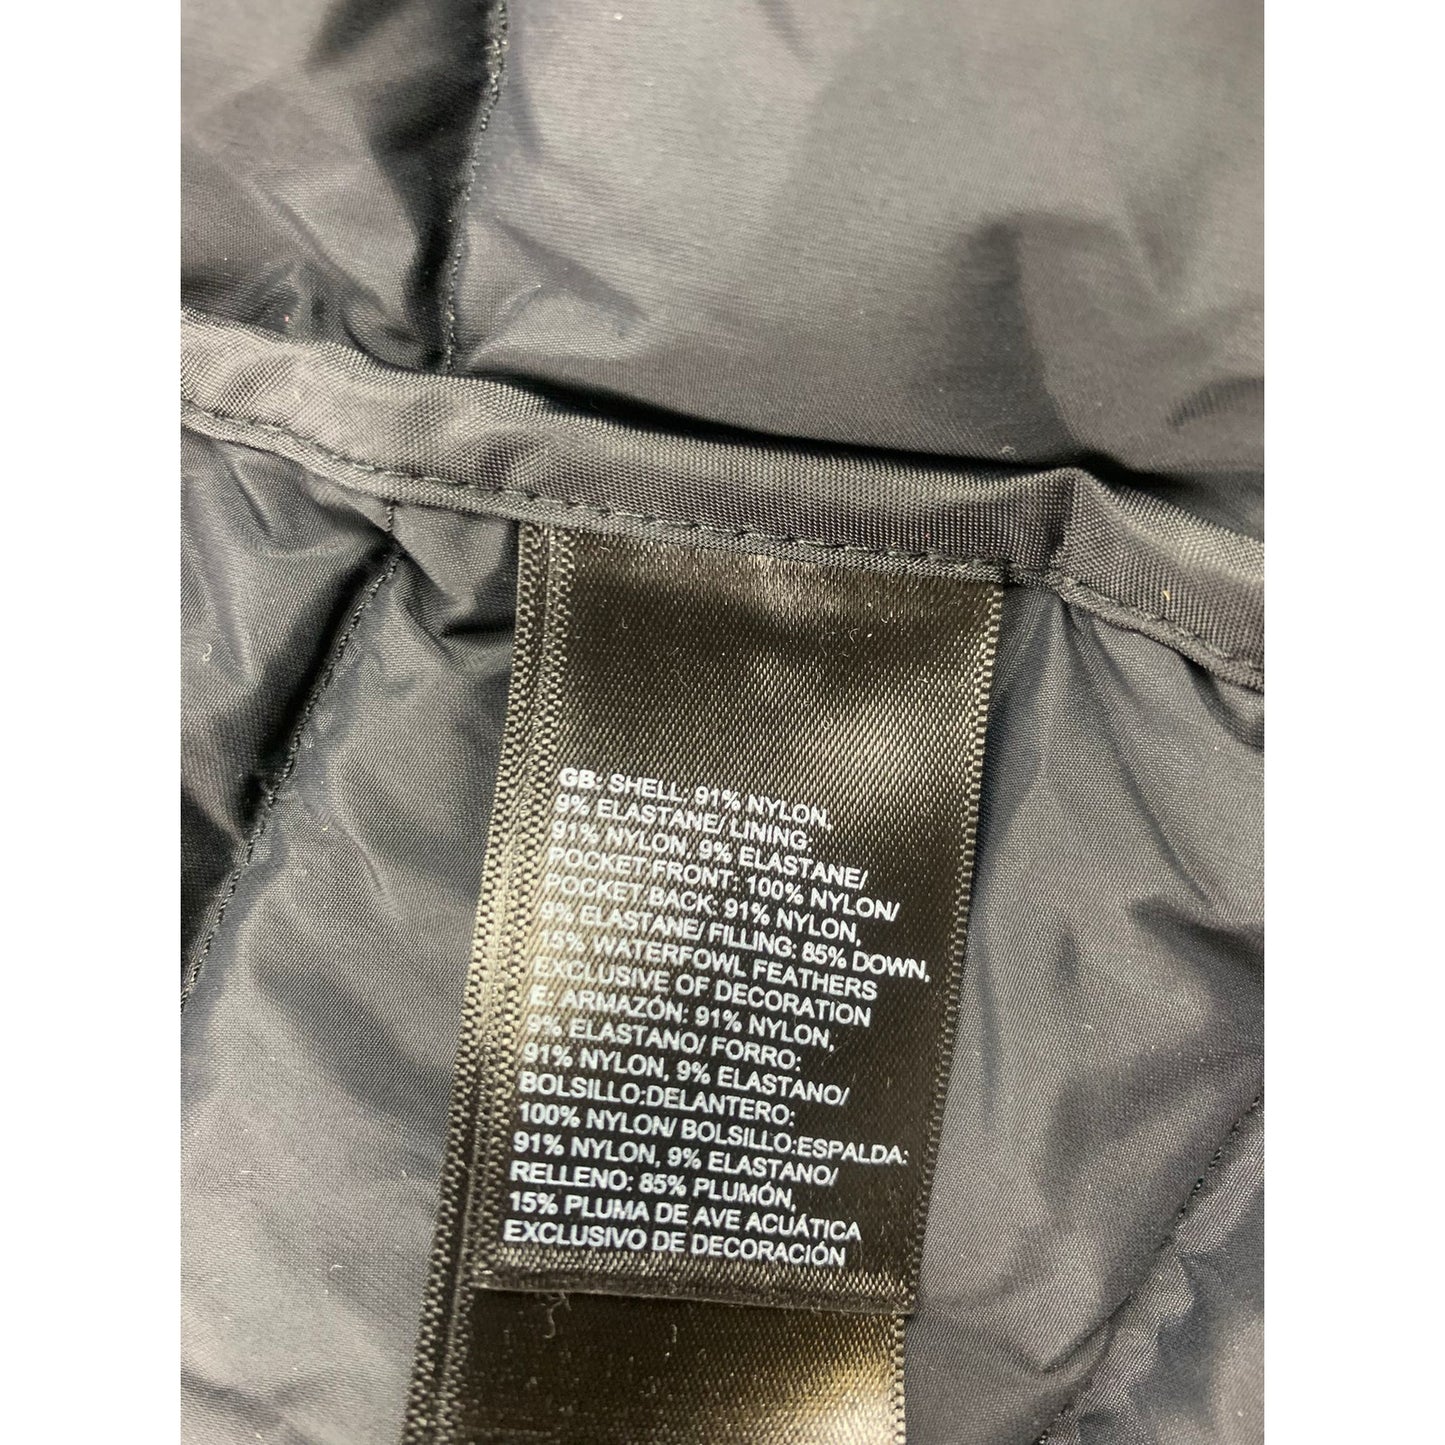 GB: SHELL, 91% NYLON,
9% ELASTANE/ LINING:
91% NYLON, 9% ELASTANE/
POCKET:FRONT: 100% NYLON/
POCKET:BACK: 91% NYLON,
9% ELASTANE/ FILLING: 85% DOWN,
15% WATERFOWL FEATHERS
EXCLUSIVE OF DECORATION
E: ARMAZÓN: 91% NYLON,
9% ELASTANO/ FORRO:
91% NYLON, 9% ELASTANO/
BOLSILLO:DELANTERO:
100% NYLON/ BOLSILLO:ESPALDA:
91% NYLON, 9% ELASTANO/
RELLENO: 85% PLUMÓN,
15% PLUMA DE AVE ACUÁTICA
EXCLUSIVO DE DECORACIÓN